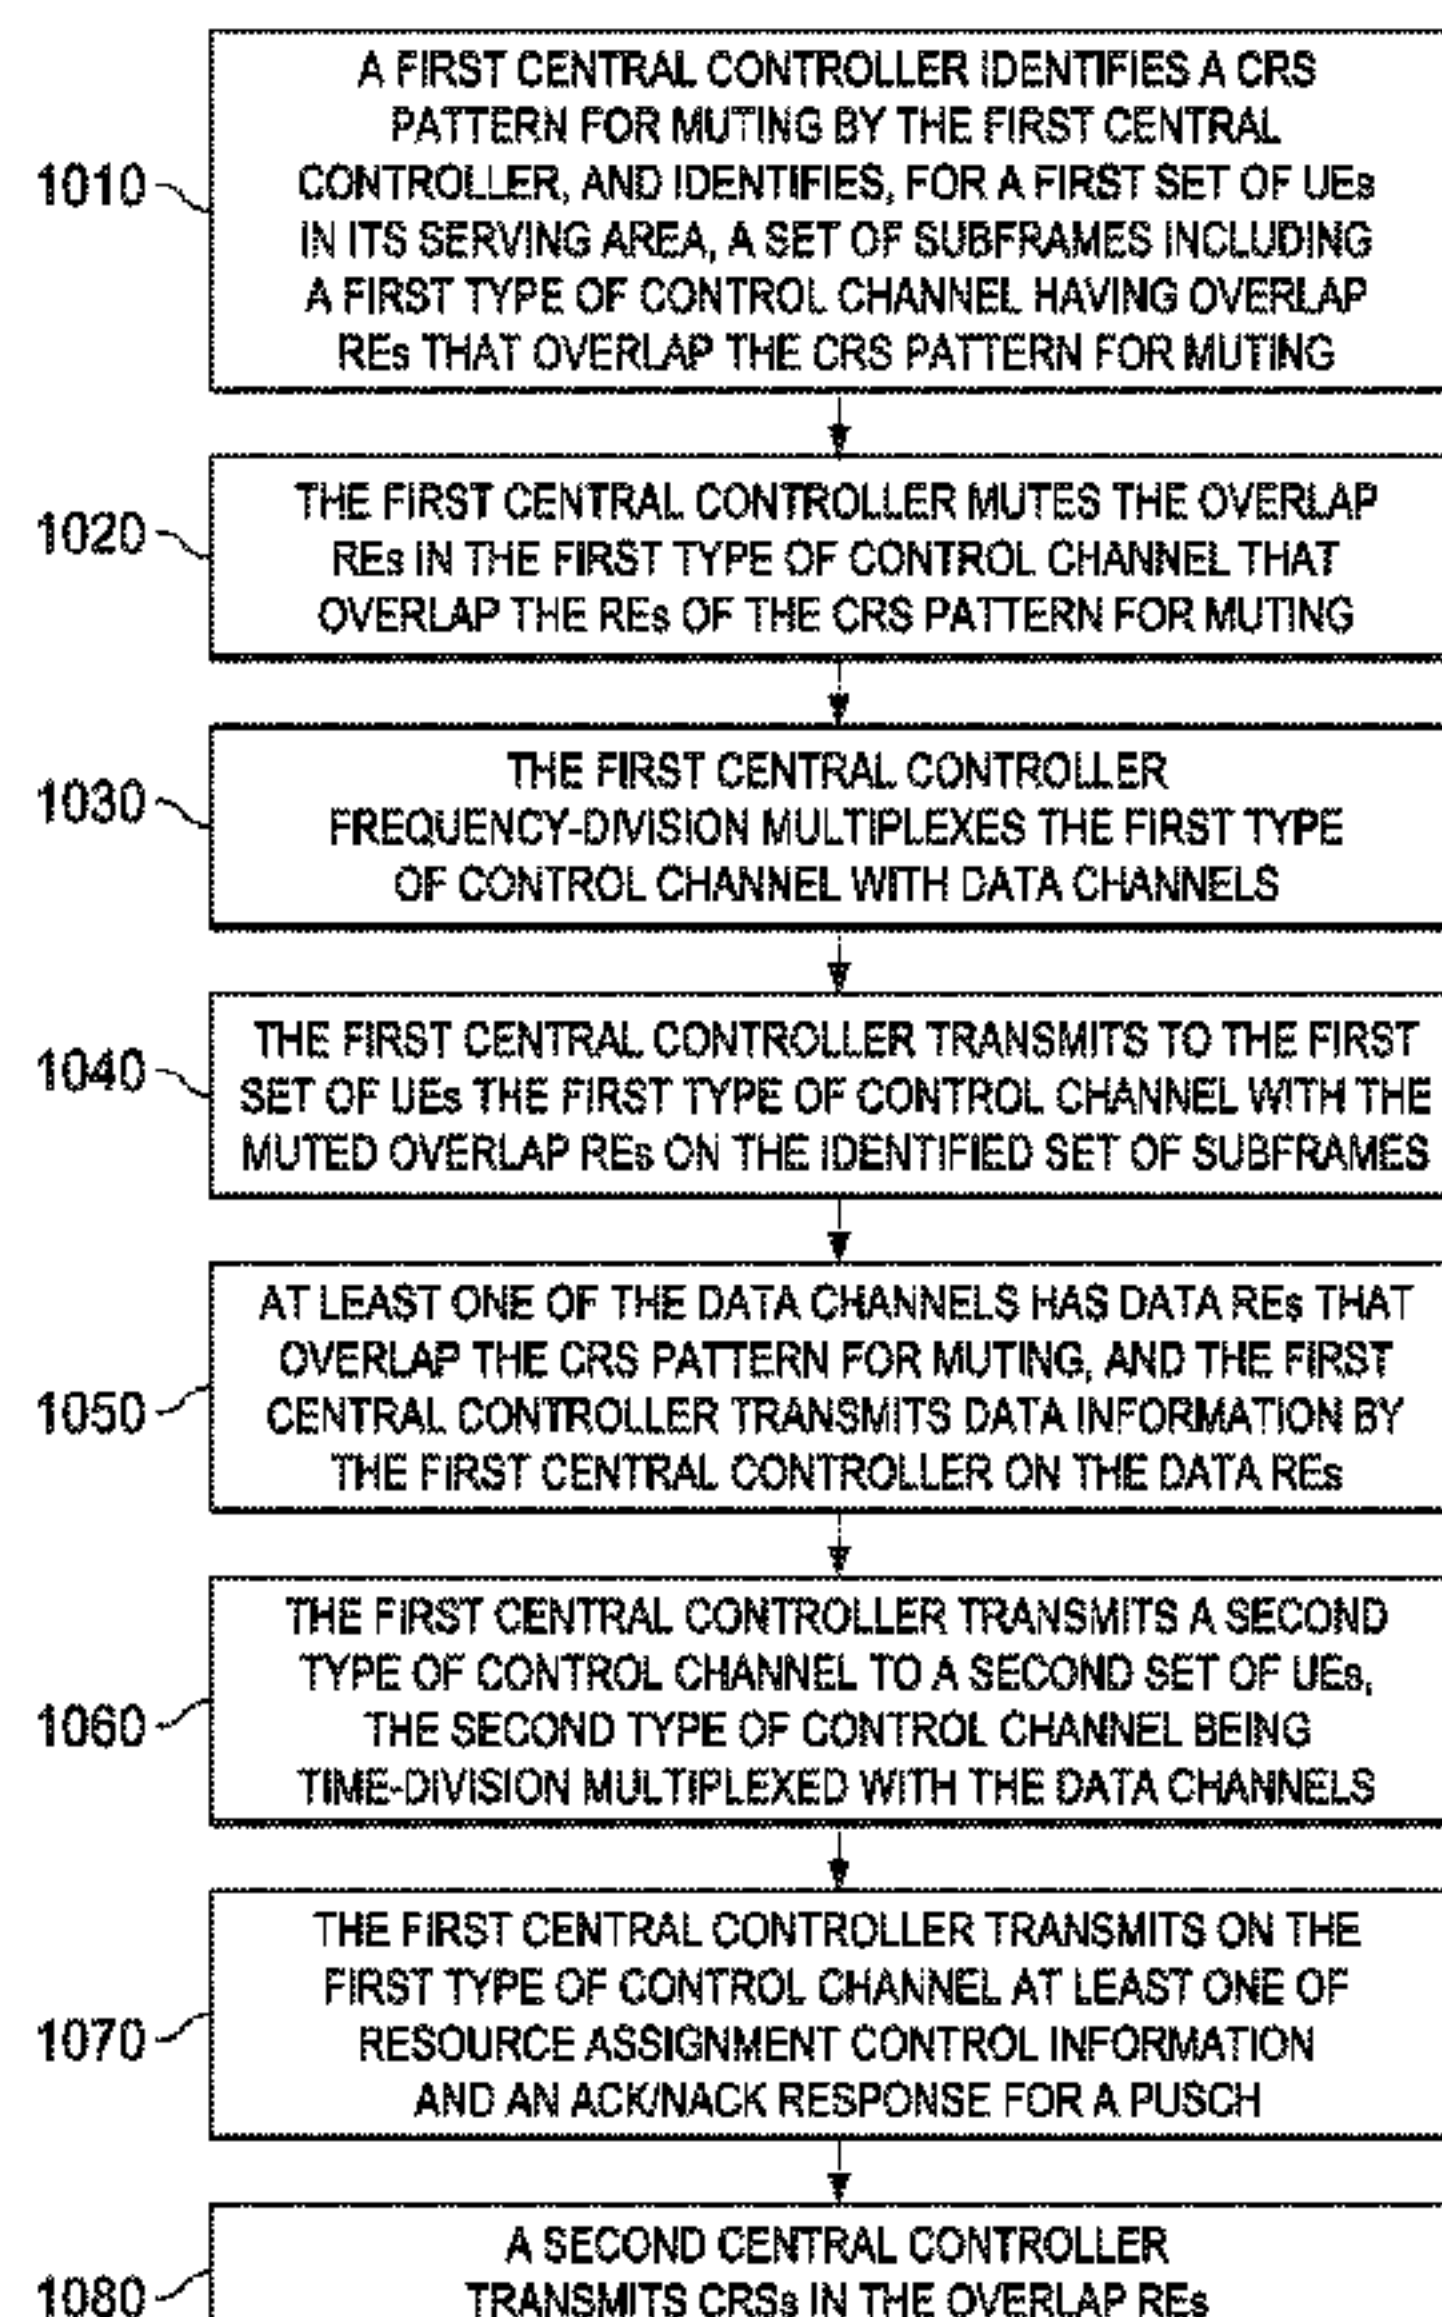 A FIRST CENTRAL CONTROLLER IDENTIFIES A CRS
PATTERN FOR MUTING BY THE FIRST CENTRAL
1010
CONTROLLER, AND IDENTIFIES, FOR A FIRST SET OF UEs
IN ITS SERVING AREA, A SET OF SUBFRAMES INCLUDING
A FIRST TYPE OF CONTROL CHANNEL HAVING OVERLAP
REs THAT OVERLAP THE CRS PATTERN FOR MUTING
THE FIRST CENTRAL CONTROLLER MUTES THE OVERLAP
1020
REs IN THE FIRST TYPE OF CONTROL CHANNEL THAT
OVERLAP THE REs OF THE CRS PATTERN FOR MUTING
THE FIRST CENTRAL CONTROLLER
1030
FREQUENCY-DIVISION MULTIPLEXES THE FIRST TYPE
OF CONTROL CHANNEL WITH DATA CHANNELS
THE FIRST CENTRAL CONTROLLER TRANSMITS TO THE FIRST
1040
SET OF UEs THE FIRST TYPE OF CONTROL CHANNEL WITH THE
MUTED OVERLAP REs ON THE IDENTIFIED SET OF SUBFRAMES
AT LEAST ONE OF THE DATA CHANNELS HAS DATA REs THAT
OVERLAP THE CRS PATTERN FOR MUTING, AND THE FIRST
1050
CENTRAL CONTROLLER TRANSMITS DATA INFORMATION BY
THE FIRST CENTRAL CONTROLLER ON THE DATA REs
THE FIRST CENTRAL CONTROLLER TRANSMITS A SECOND
TYPE OF CONTROL CHANNEL TO A SECOND SET OF UEs,
1060
THE SECOND TYPE OF CONTROL CHANNEL BEING
TIME-DIVISION MULTIPLEXED WITH THE DATA CHANNELS
THE FIRST CENTRAL CONTROLLER TRANSMITS ON THE
FIRST TYPE OF CONTROL CHANNEL AT LEAST ONE OF
1070
RESOURCE ASSIGNMENT CONTROL INFORMATION
AND AN ACK/NACK RESPONSE FOR A PUSCH
A SECOND CENTRAL CONTROLLER
1080
TRANSMITS CRSs IN THE OVERLAP REs